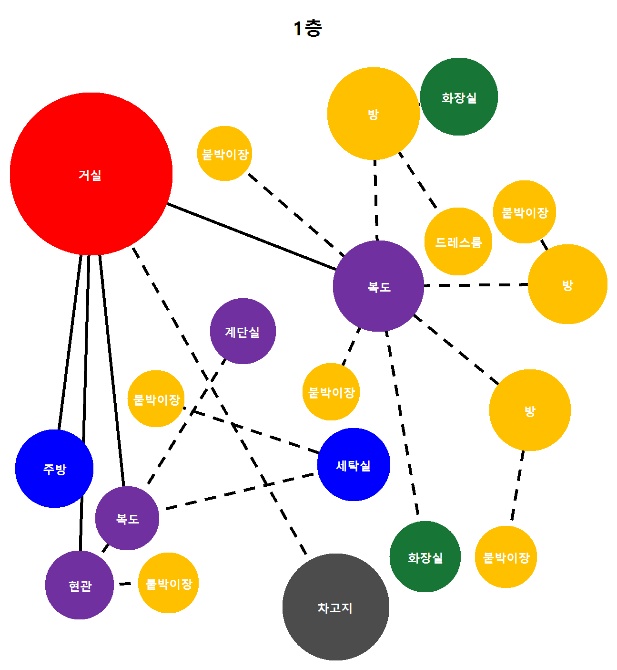 1층
화장실
방
붙박이장
거실
붙박이장
드레스룸
복도
방
계단실
붙박이장
붙박이장
방
세탁실
주방
복도
화장실
붙박이장
현관
붙박이장
차고지